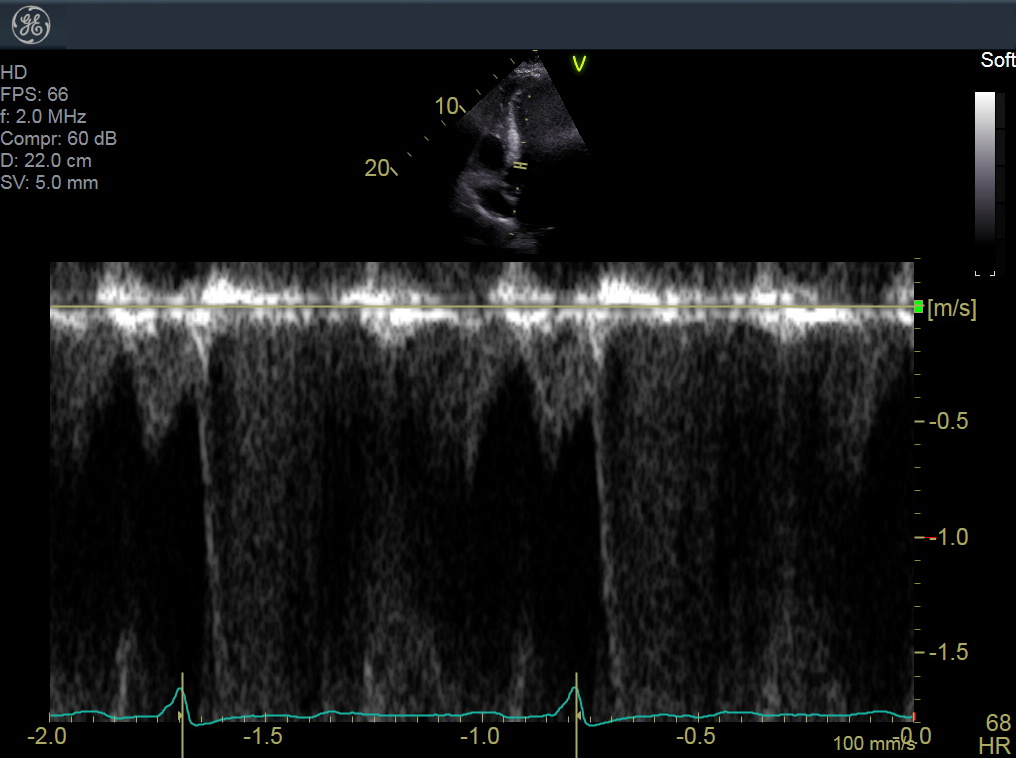 GE
V
Soft
HD
FPS: 66
f: 2.0 MHz
Compr: 60 dB
D: 22.0 cm
SV: 5.0 mm
10
20
[m/s]
-0.5
-1.0
-1.5
68
HR
-2.0
-1.5
-1.0
-0.5
0.0
100 mm/s